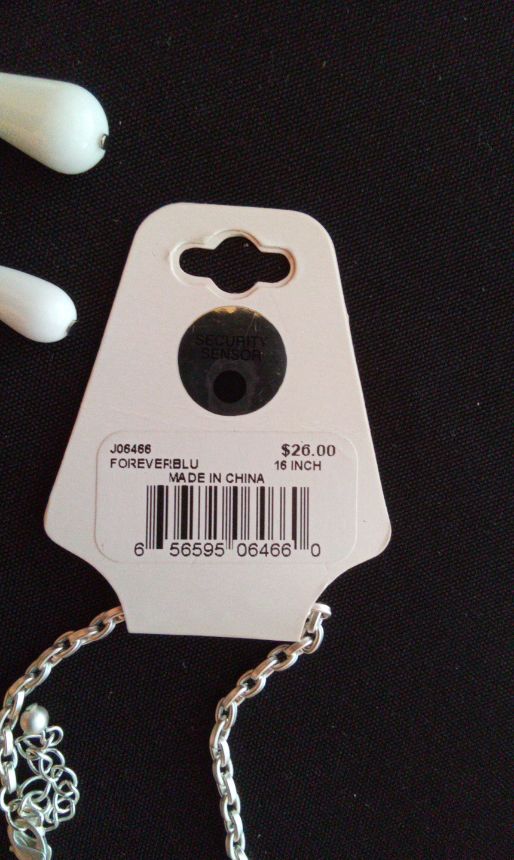 SECURITY
SENSOR
J06466 $26.00
FOREVERBLU 16 INCH
MADE IN CHINA
6 56595 06466 0